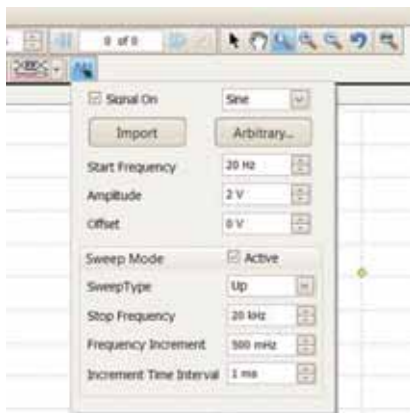 0 of 0
Signal On Sine
Import Arbitrary...
Start Frequency 20 Hz
Amplitude 2 V
Offset 0 V
Sweep Mode Active
SweepType Up
Stop Frequency 20 kHz
Frequency Increment 500 mHz
Increment Time Interval 1 ms